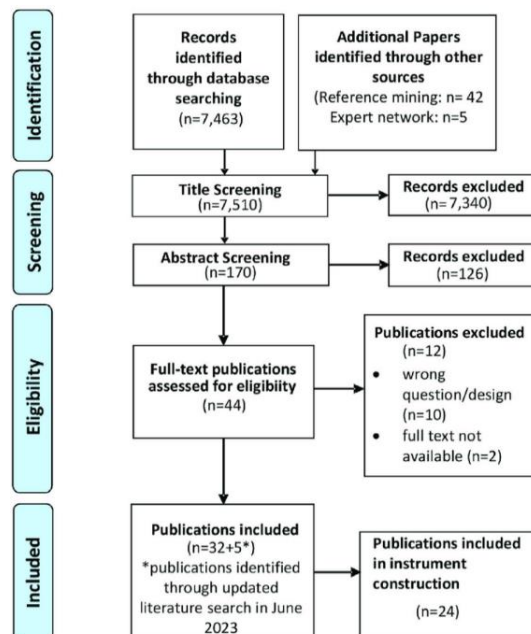 Identification
Records
identified
through database
searching
(n=7,463)
Additional Papers
identified through other
sources
(Reference mining: n= 42
Expert network: n=5
Screening
Title Screening
(n=7,510)
Records excluded
(n=7,340)
Abstract Screening
(n=170)
Records excluded
(n=126)
Eligibility
Full-text publications
assessed for eligibiity
(n=44)
Publications excluded
(n=12)
• wrong
question/design
(n=10)
• full text not
available (n=2)
Included
Publications included
(n=32+5*)
*publications identified
through updated
literature search in June
2023
Publications included
in instrument
construction
(n=24)